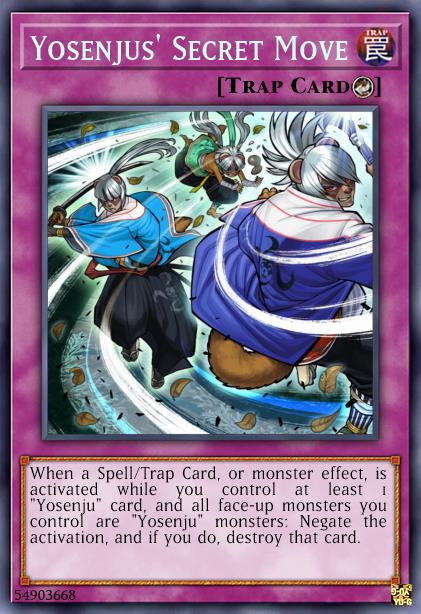 Yosenjus' Secret Move
TRAP
罠
[Trap Card]
When a Spell/Trap Card, or monster effect, is
activated while you control at least 1
"Yosenju" card, and all face-up monsters you
control are "Yosenju" monsters: Negate the
activation, and if you do, destroy that card.
54903668